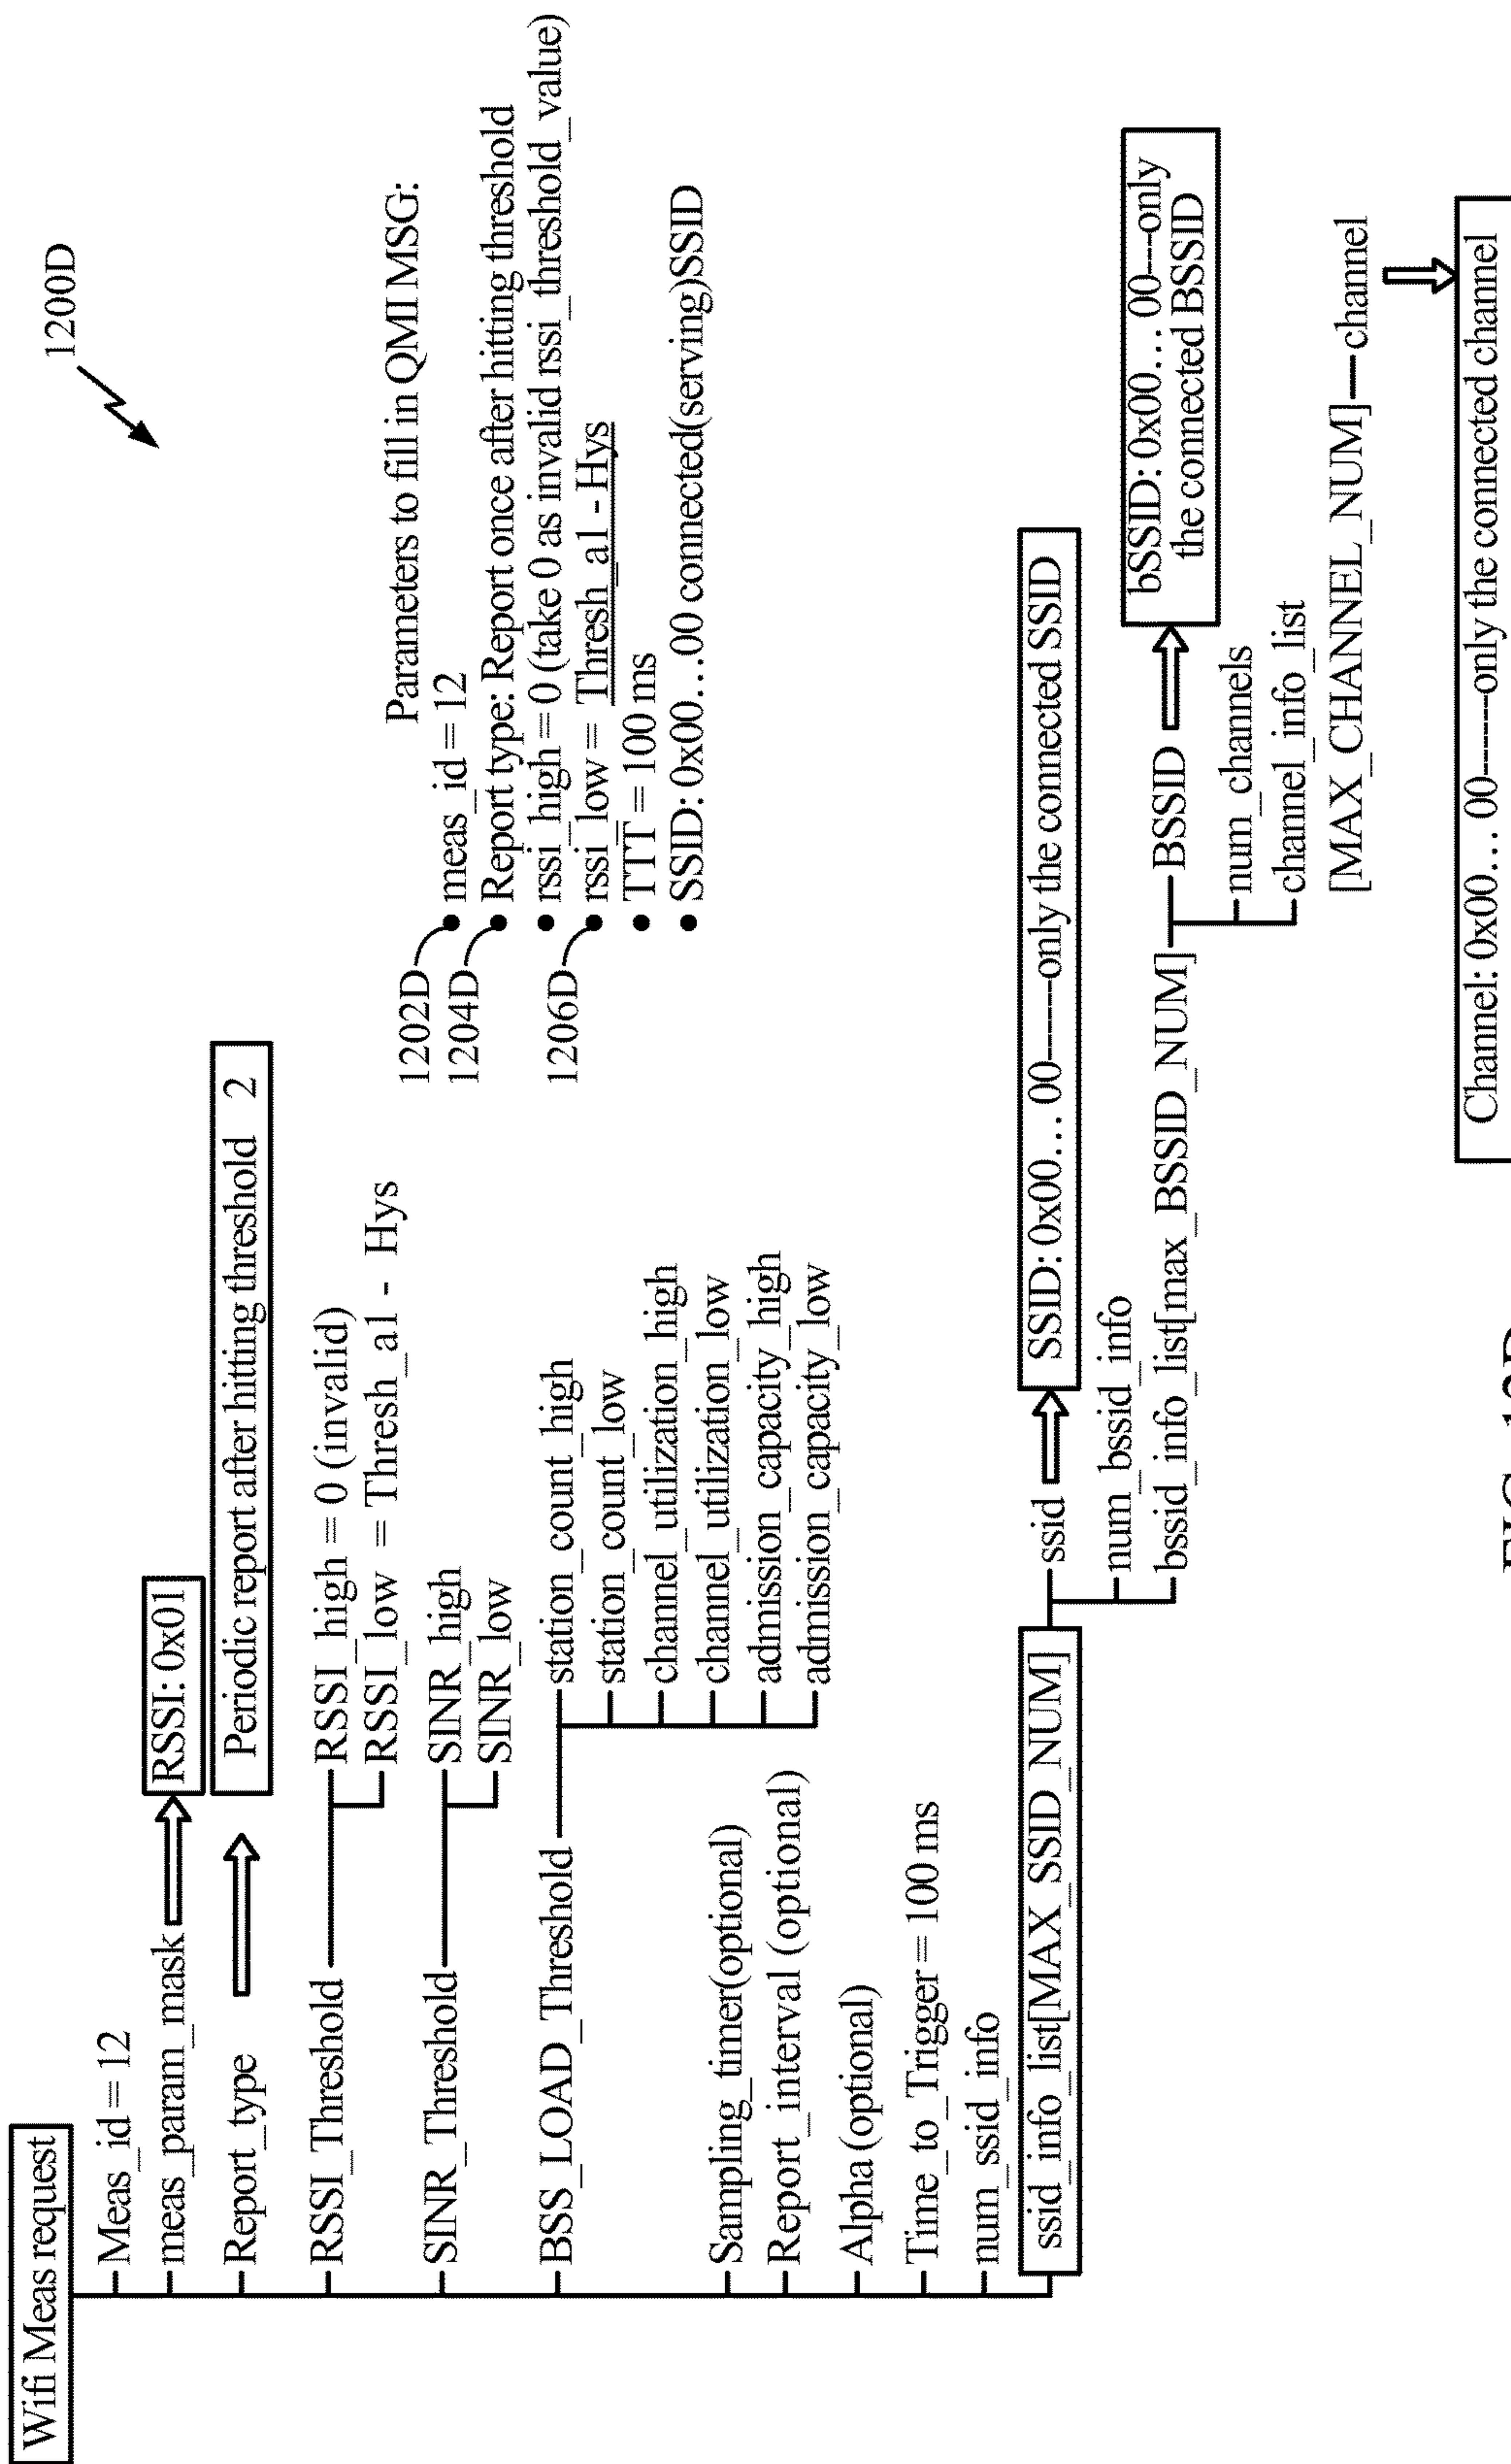 1200D
Wifi Meas request
Meas_id = 12
meas_param_mask
RSSI: 0x01
Report_type
Periodic report after hitting threshold 2
RSSI_Threshold
RSSI_high = 0 (invalid)
RSSI_low = Thresh_a1 - Hys
SINR_Threshold
SINR_high
SINR_low
BSS_LOAD_Threshold
station_count_high
station_count_low
channel_utilization_high
channel_utilization_low
admission_capacity_high
admission_capacity_low
Sampling_timer(optional)
Report_interval (optional)
Alpha (optional)
Time_to_Trigger = 100 ms
num_ssid_info
ssid_info_list[MAX_SSID_NUM]
ssid
SSID: 0x00... 00-------only the connected SSID
num_bssid_info
bssid_info_list[max_BSSID_NUM]
BSSID
bSSID: 0x00... 00---only
the connected BSSID
num_channels
channel_info_list
[MAX_CHANNEL_NUM]
channel
Channel: 0x00... 00-------only the connected channel
Parameters to fill in QMI MSG:
1202D
• meas_id = 12
1204D
• Report type: Report once after hitting threshold
• rssi_high = 0 (take 0 as invalid rssi_threshold_value)
1206D
• rssi_low = Thresh_a1 - Hys
• TTT = 100 ms
• SSID: 0x00...00 connected(serving)SSID